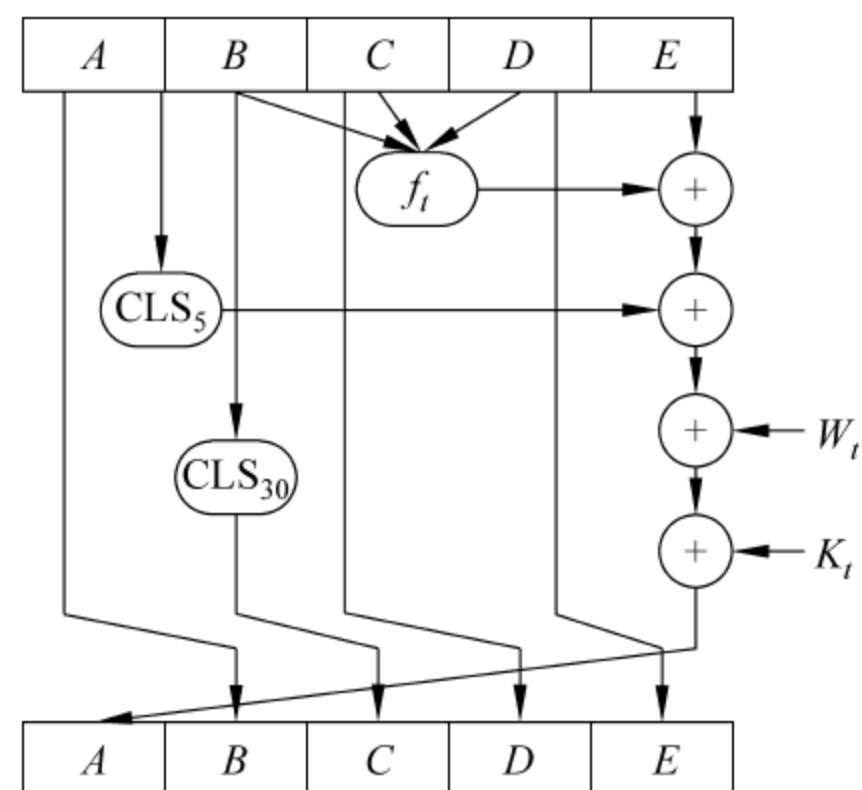 A B C D E
f_t +
CLS_5 +
+ W_t
CLS_30
+ K_t
A B C D E